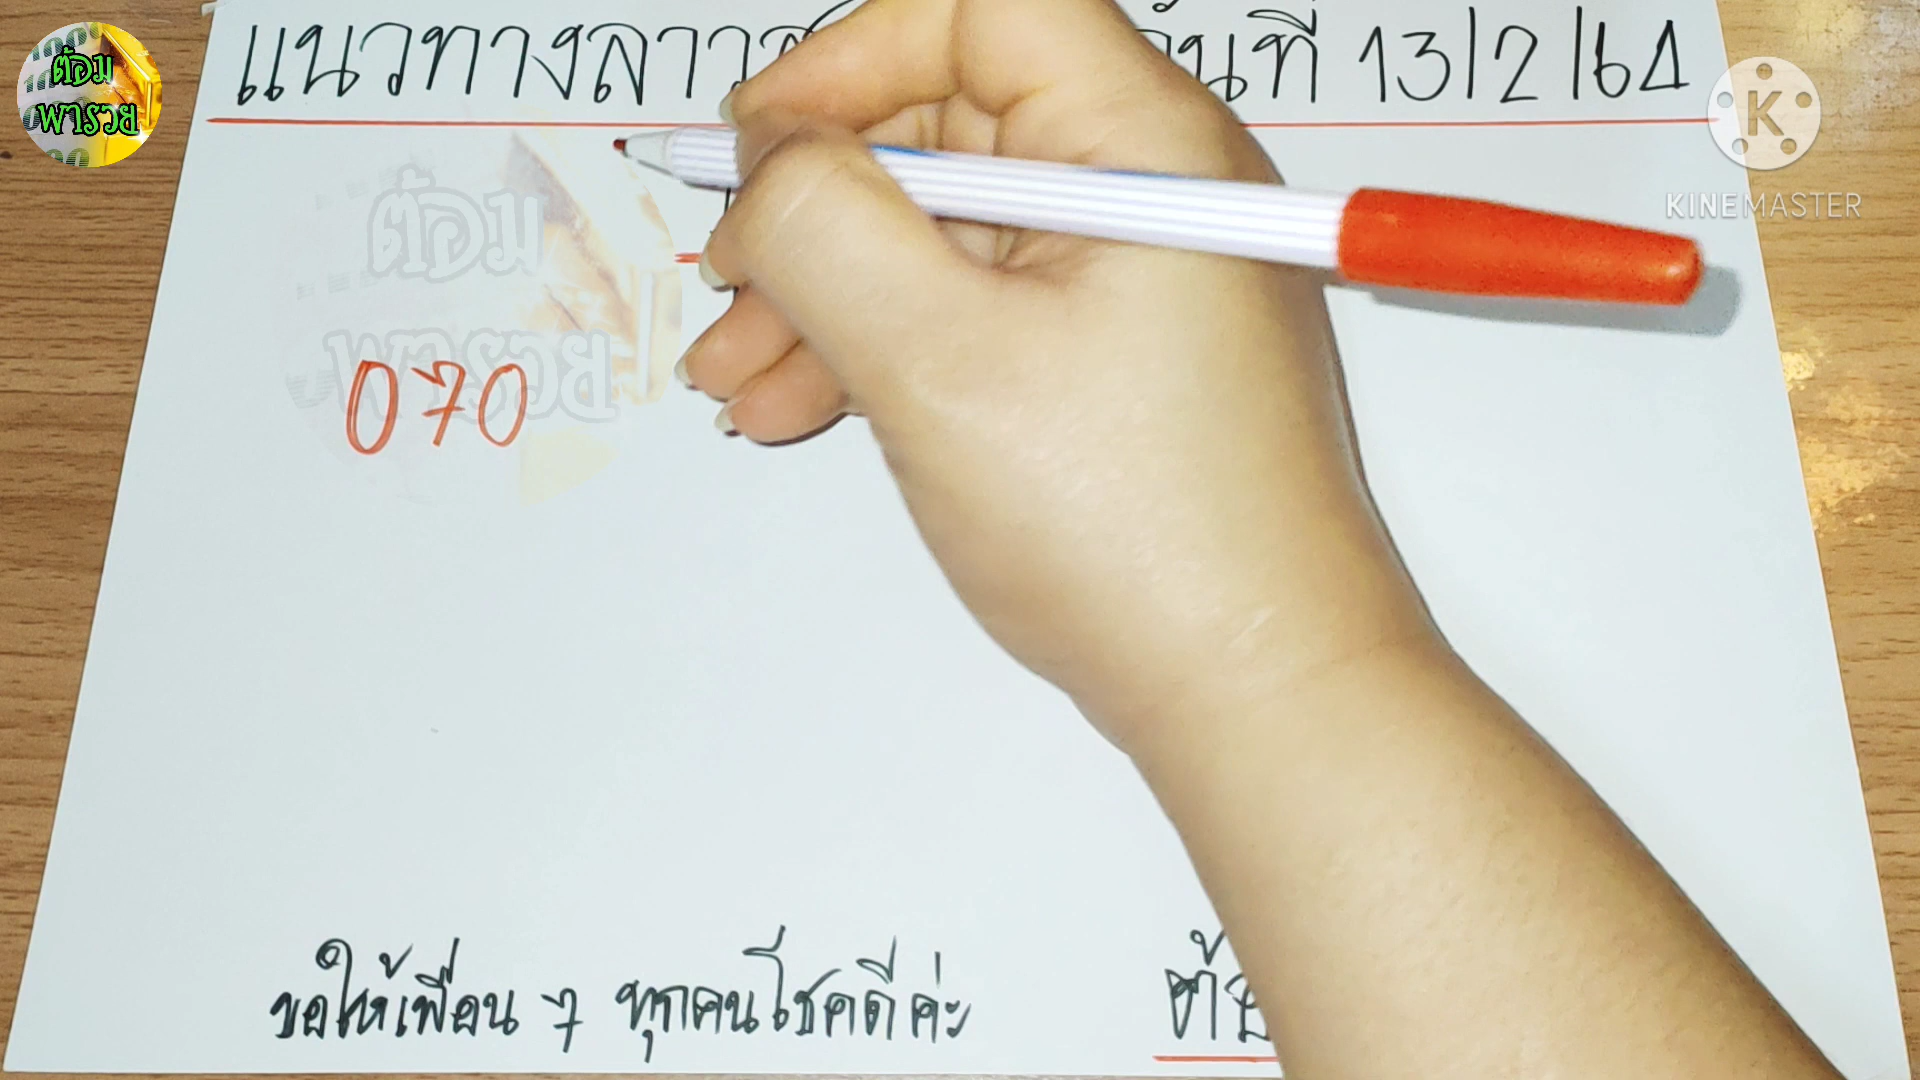 ต้อม
พารวย
แนวทางลาวส วันที่ 13/2/64
KINEMASTER
ต้อม
พารวย
070
ขอให้เพื่อน ๆ ทุกคนโชคดีค่ะ